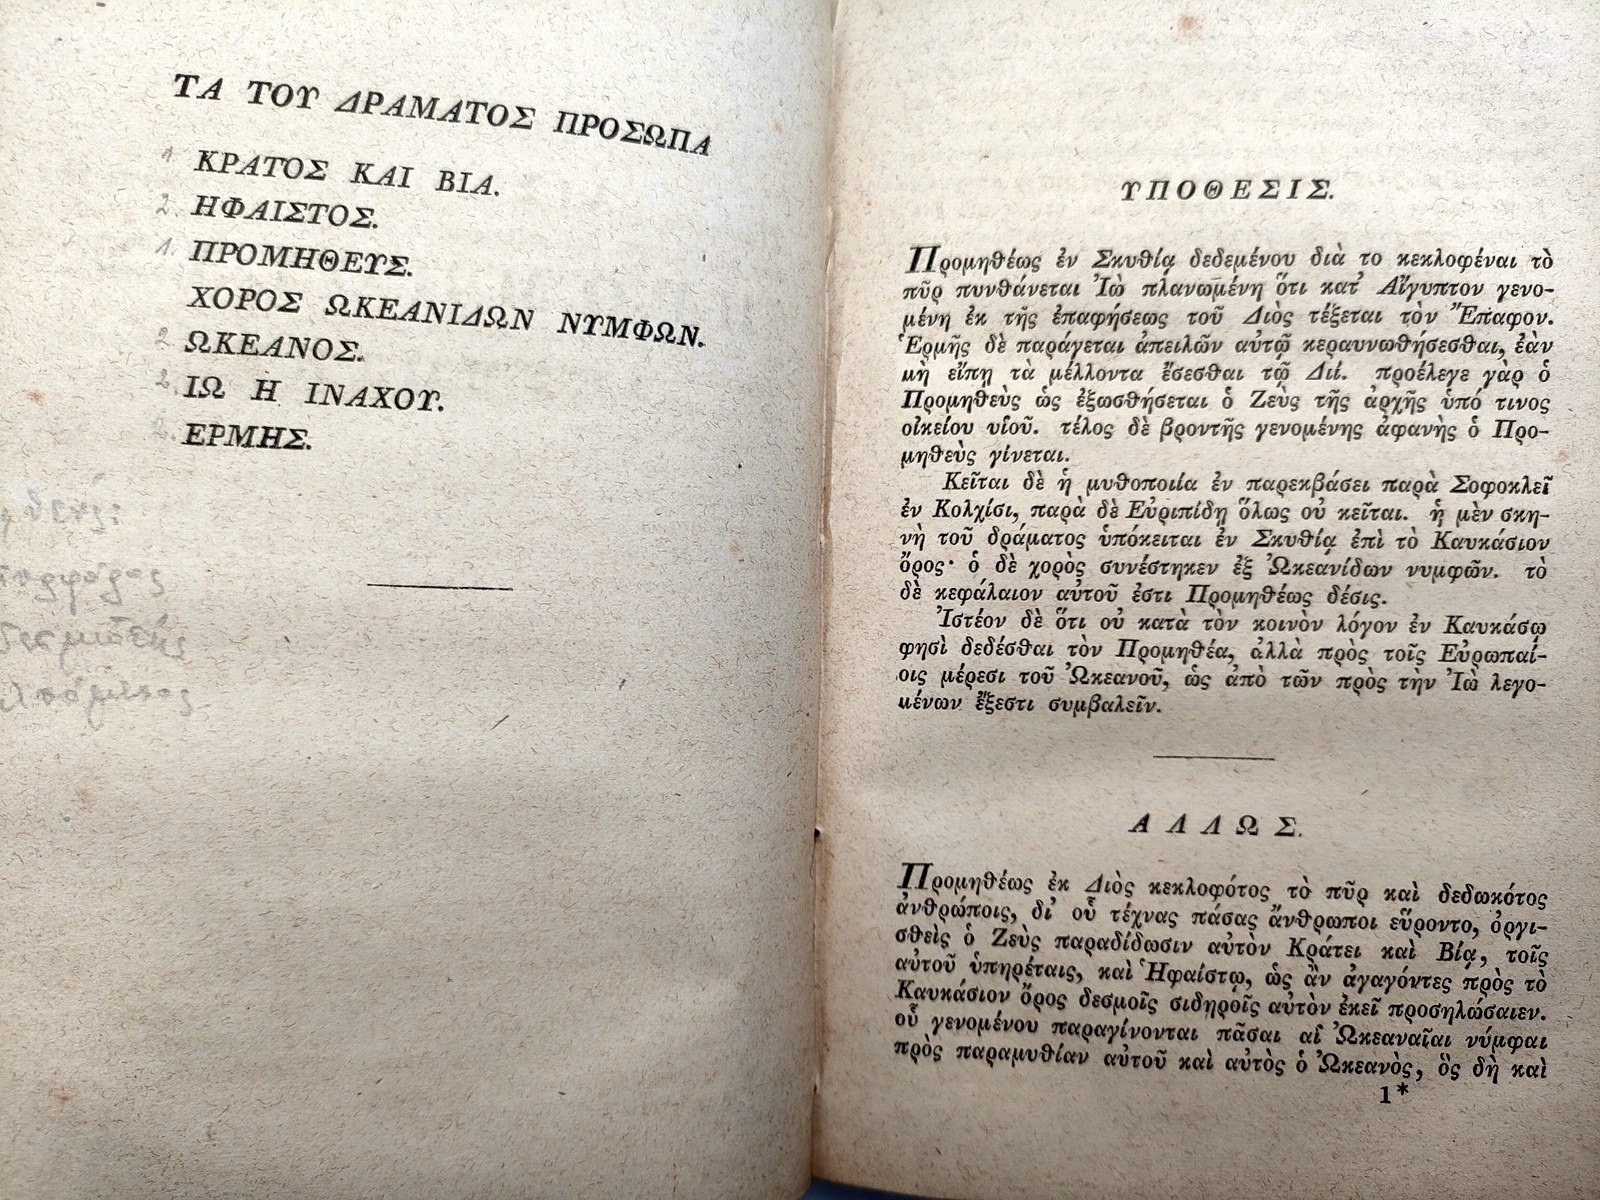 ΤΑ ΤΟΥ ΔΡΑΜΑΤΟΣ ΠΡΟΣΩΠΑ
1 ΚΡΑΤΟΣ ΚΑΙ ΒΙΑ.
2. ΗΦΑΙΣΤΟΣ.
1. ΠΡΟΜΗΘΕΥΣ.
ΧΟΡΟΣ ΩΚΕΑΝΙΔΩΝ ΝΥΜΦΩΝ.
2 ΩΚΕΑΝΟΣ.
2. ΙΩ Η ΙΝΑΧΟΥ.
2. ΕΡΜΗΣ.
ΥΠΟΘΕΣΙΣ.
Προμηθέως ἐν Σκυθίᾳ δεδεμένου διὰ το κεκλοφέναι τὸ
πῦρ πυνθάνεται Ἰὼ πλανωμένη ὅτι κατ' Αἴγυπτον γενο-
μένη ἐκ τῆς ἐπαφήσεως τοῦ Διὸς τέξεται τὸν Ἔπαφον.
Ἑρμῆς δὲ παράγεται ἀπειλῶν αὐτῷ κεραυνωθήσεσθαι, ἐὰν
μὴ εἴπῃ τὰ μέλλοντα ἔσεσθαι τῷ Διί. προέλεγε γὰρ ὁ
Προμηθεὺς ὡς ἐξωσθήσεται ὁ Ζεὺς τῆς ἀρχῆς ὑπό τινος
οἰκείου υἱοῦ. τέλος δὲ βροντῆς γενομένης ἀφανὴς ὁ Προ-
μηθεὺς γίνεται.
Κεῖται δὲ ἡ μυθοποιία ἐν παρεκβάσει παρὰ Σοφοκλεῖ
ἐν Κολχίσι, παρὰ δὲ Εὐριπίδῃ ὅλως οὐ κεῖται. ἡ μὲν σκη-
νὴ τοῦ δράματος ὑπόκειται ἐν Σκυθίᾳ ἐπὶ τὸ Καυκάσιον
ὄρος· ὁ δὲ χορὸς συνέστηκεν ἐξ Ὠκεανίδων νυμφῶν. τὸ
δὲ κεφάλαιον αὐτοῦ ἐστι Προμηθέως δέσις.
Ἰστέον δὲ ὅτι οὐ κατὰ τὸν κοινὸν λόγον ἐν Καυκάσῳ
φησὶ δεδέσθαι τὸν Προμηθέα, ἀλλὰ πρὸς τοῖς Εὐρωπαί-
οις μέρεσι τοῦ Ὠκεανοῦ, ὡς ἀπὸ τῶν πρὸς τὴν Ἰὼ λεγο-
μένων ἔξεστι συμβαλεῖν.
ΑΛΛΩΣ.
Προμηθέως ἐκ Διὸς κεκλοφότος τὸ πῦρ καὶ δεδωκότος
ἀνθρώποις, δι' οὗ τέχνας πάσας ἄνθρωποι εὕροντο, ὀργι-
σθεὶς ὁ Ζεὺς παραδίδωσιν αὐτὸν Κράτει καὶ Βίᾳ, τοῖς
αὐτοῦ ὑπηρέταις, καὶ Ἡφαίστῳ, ὡς ἂν ἀγαγόντες πρὸς τὸ
Καυκάσιον ὄρος δεσμοῖς σιδηροῖς αὐτὸν ἐκεῖ προσηλώσαιεν.
οὗ γενομένου παραγίνονται πᾶσαι αἱ Ὠκεαναῖαι νύμφαι
πρὸς παραμυθίαν αὐτοῦ καὶ αὐτὸς ὁ Ὠκεανὸς, ὃς δὴ καὶ
1*